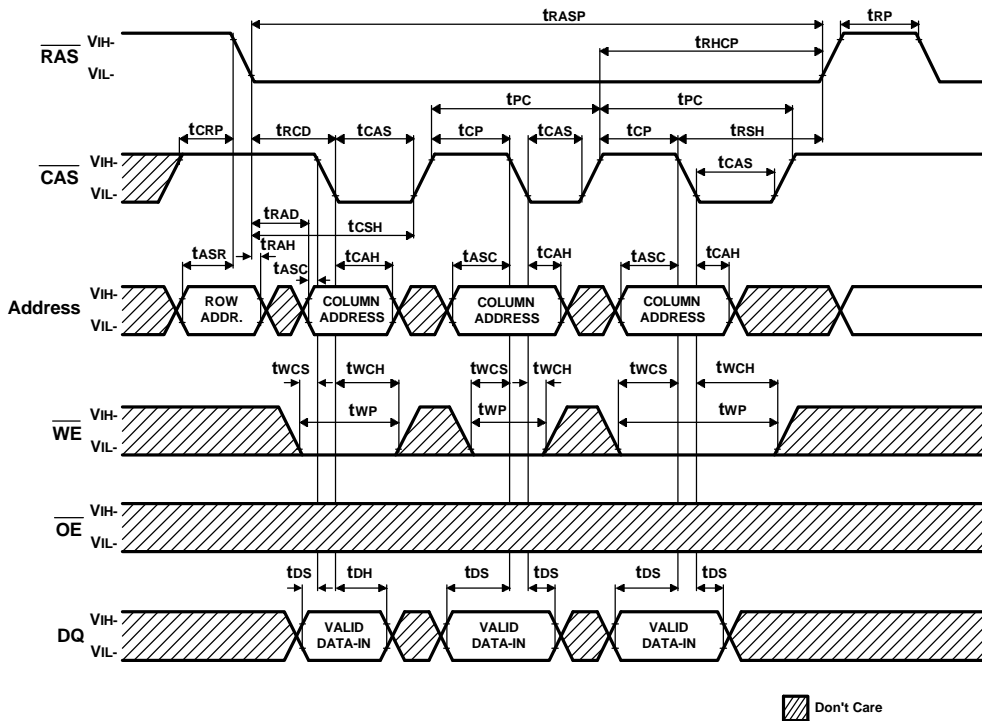 tRASP
tRP
tRHCP
RAS
VIH-
VIL-
tPC
tPC
tCRP
tRCD
tCAS
tCP
tCAS
tCP
tRSH
CAS
VIH-
VIL-
tCAS
tRAD
tCSH
tASR
tRAH
tASC
tCAH
tASC
tCAH
tASC
tCAH
Address
VIH-
VIL-
ROW
ADDR.
COLUMN
ADDRESS
COLUMN
ADDRESS
COLUMN
ADDRESS
tWCS
tWCH
tWCS
tWCH
tWCS
tWCH
tWP
tWP
tWP
WE
VIH-
VIL-
OE
VIH-
VIL-
tDS
tDH
tDS
tDS
tDS
tDS
DQ
VIH-
VIL-
VALID
DATA-IN
VALID
DATA-IN
VALID
DATA-IN
Don't Care